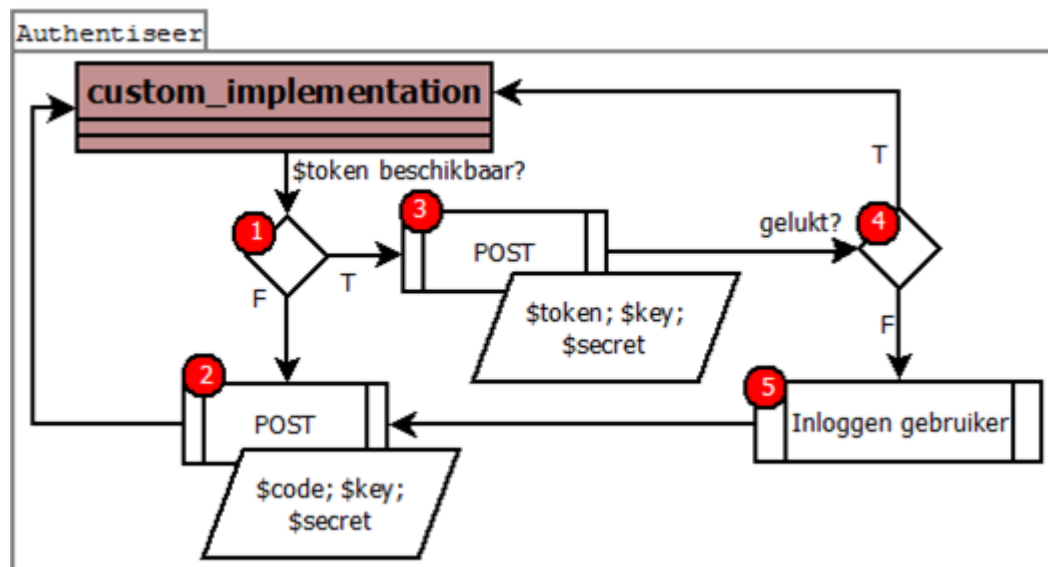 Authentiseer
custom_implementation
$token beschikbaar?
1
T
F
3
POST
$token; $key;
$secret
gelukt?
4
T
F
2
POST
$code; $key;
$secret
5
Inloggen gebruiker